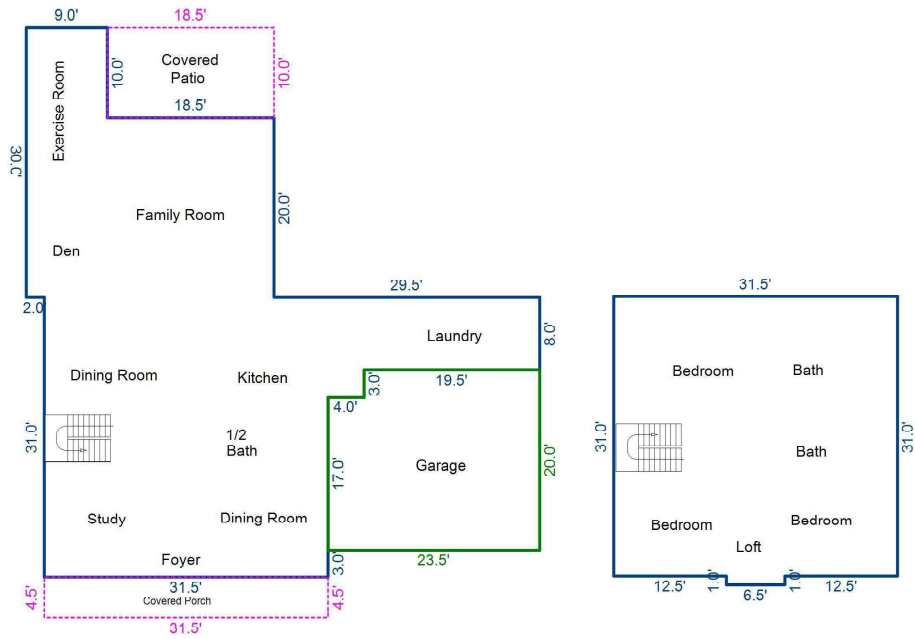 9.0'
18.5'
Exercise Room
10.0'
Covered
Patio
10.0'
18.5'
30.0'
Family Room
20.0'
Den
29.5'
2.0
Laundry
8.0'
Dining Room
Kitchen
3.0'
19.5'
4.0'
31.0'
1/2
Bath
17.0'
Garage
20.0'
Study
Dining Room
Foyer
3.0'
23.5'
31.5'
4.5'
Covered Porch
4.5'
31.5'
31.5'
Bedroom
Bath
31.0'
Bath
31.0'
Bedroom
Bedroom
Loft
12.5'
1.0'
6.5'
1.0'
12.5'